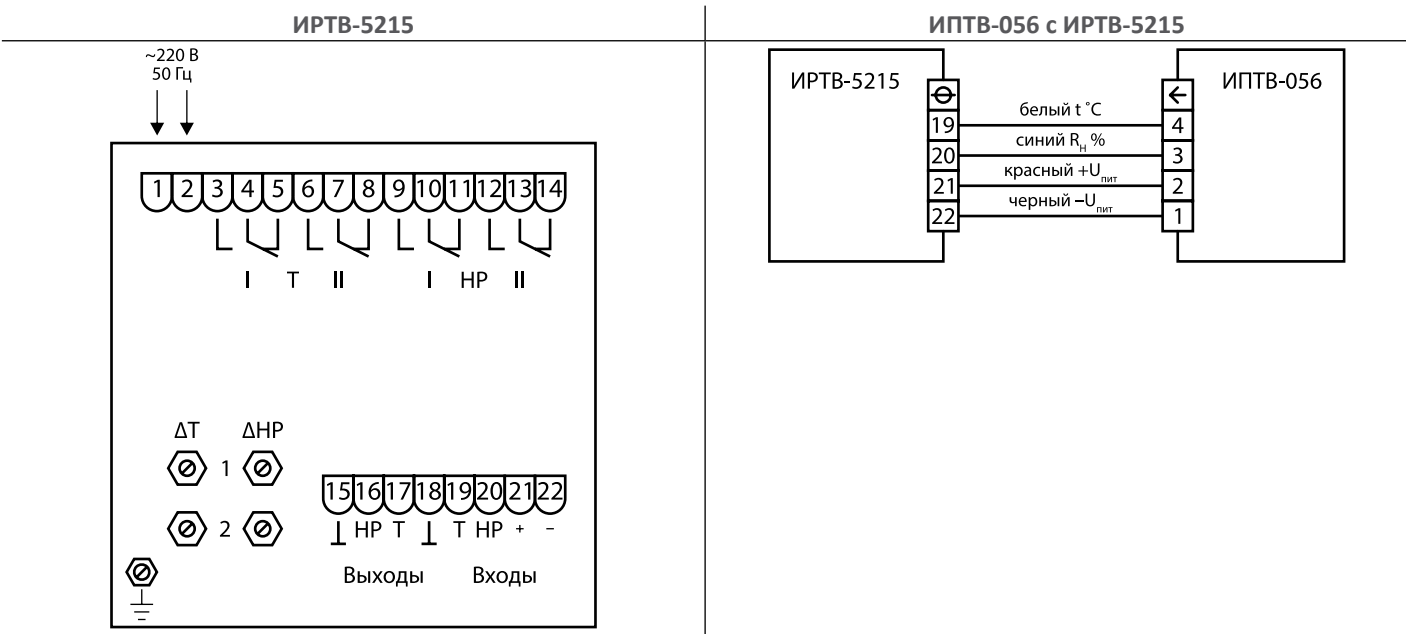 ИРТВ-5215
~220 В
50 Гц
1 2 3 4 5 6 7 8 9 10 11 12 13 14
I T II I HP II
ΔT ΔHP
1
2
15 16 17 18 19 20 21 22
HP T T HP + −
Выходы Входы
ИПТВ-056 с ИРТВ-5215
ИРТВ-5215 ИПТВ-056
19 белый t ˚C 4
20 синий RН % 3
21 красный +Uпит 2
22 черный −Uпит 1